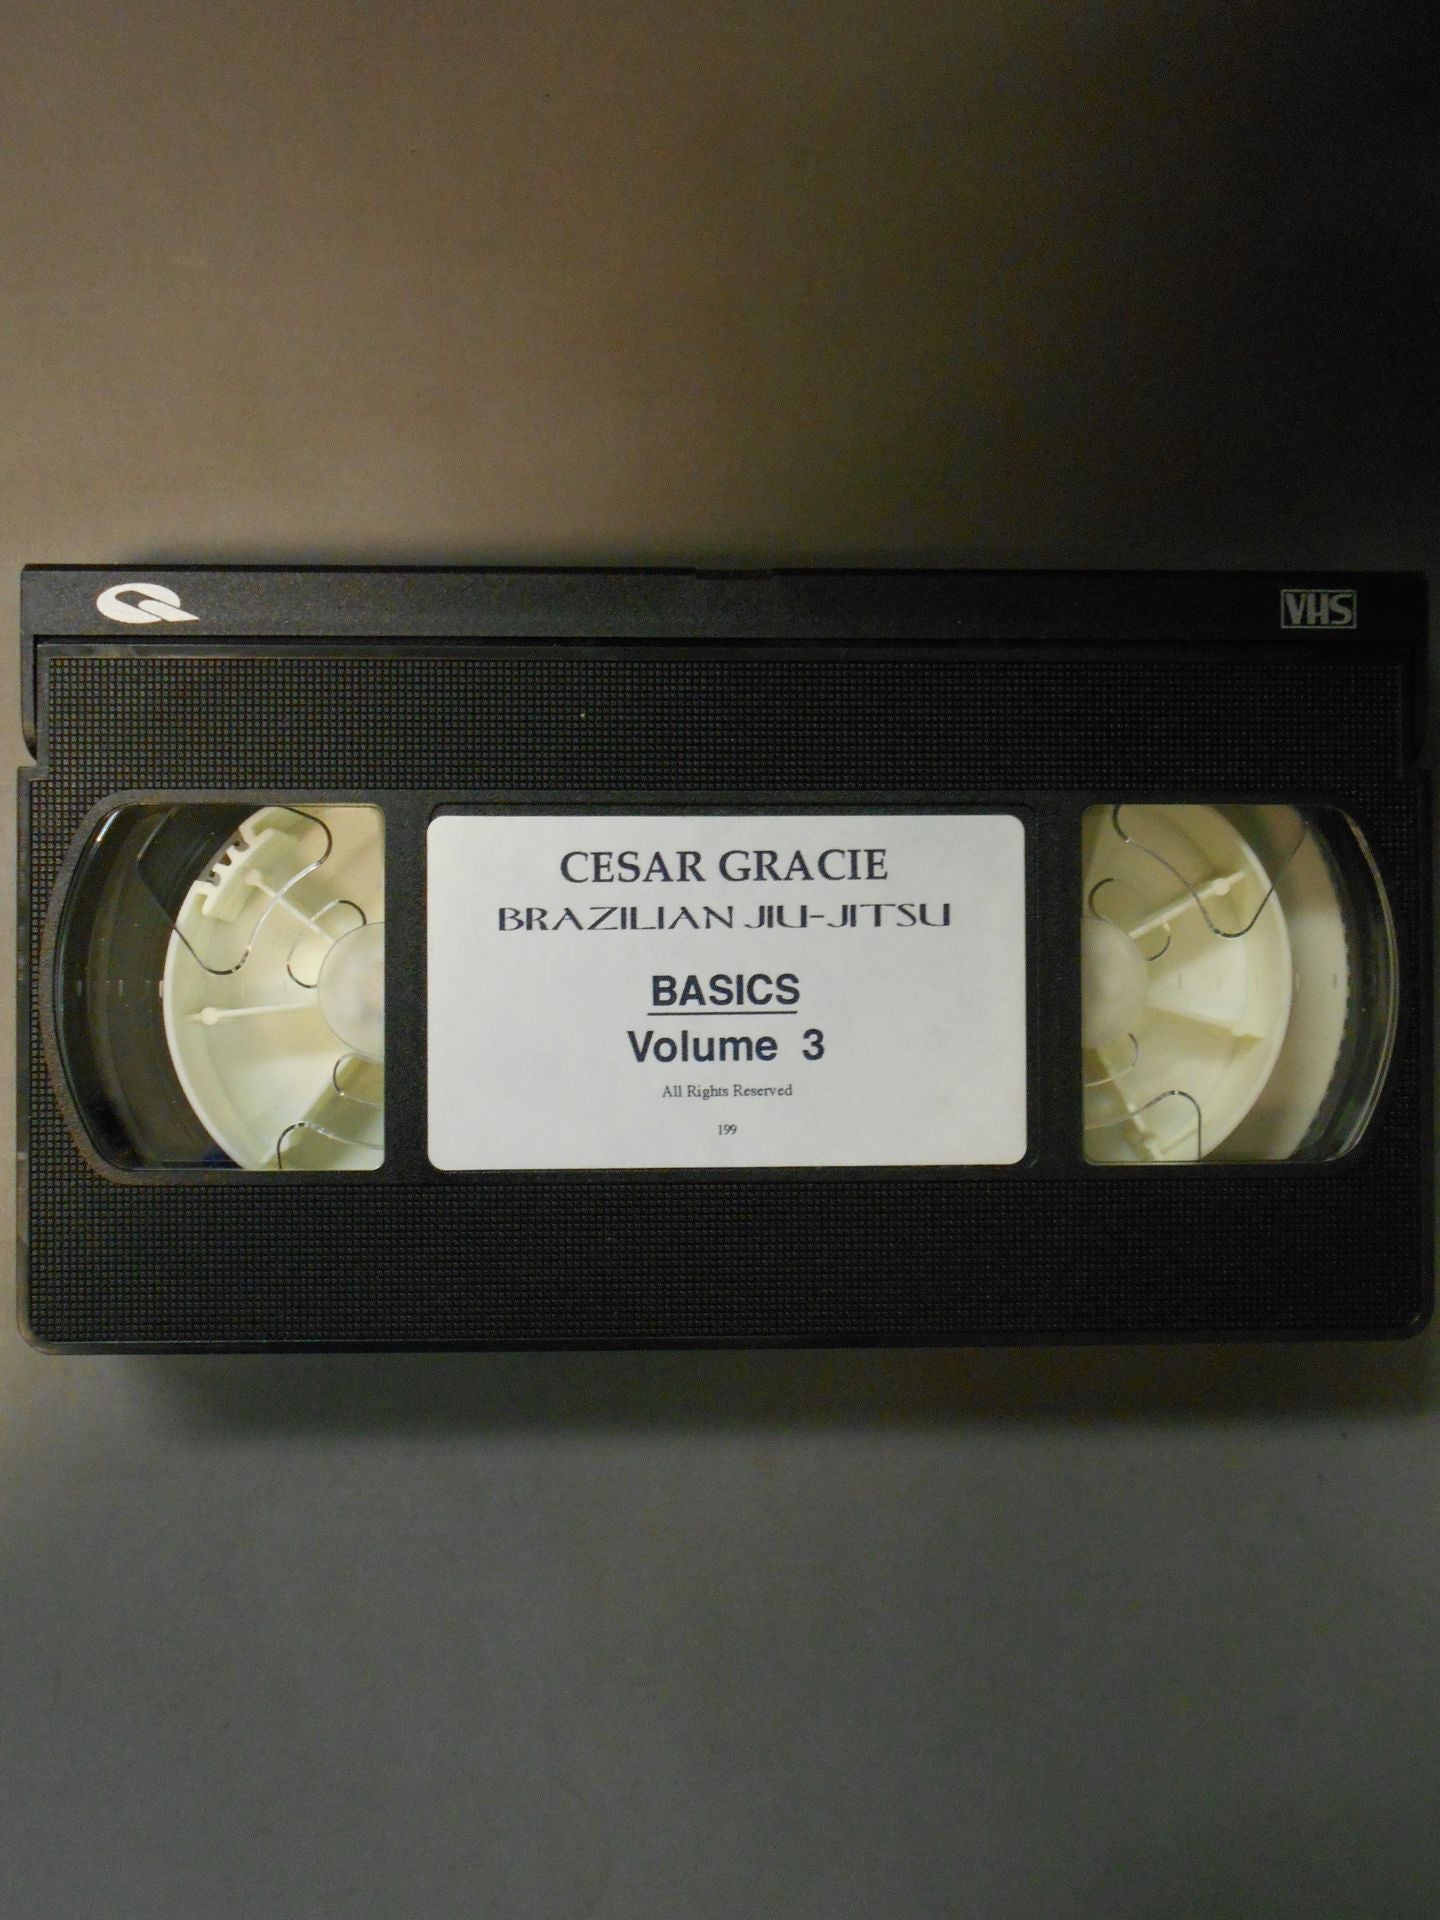 VHS
CESAR GRACIE
BRAZILIAN JIU-JITSU
BASICS
Volume 3
All Rights Reserved
199